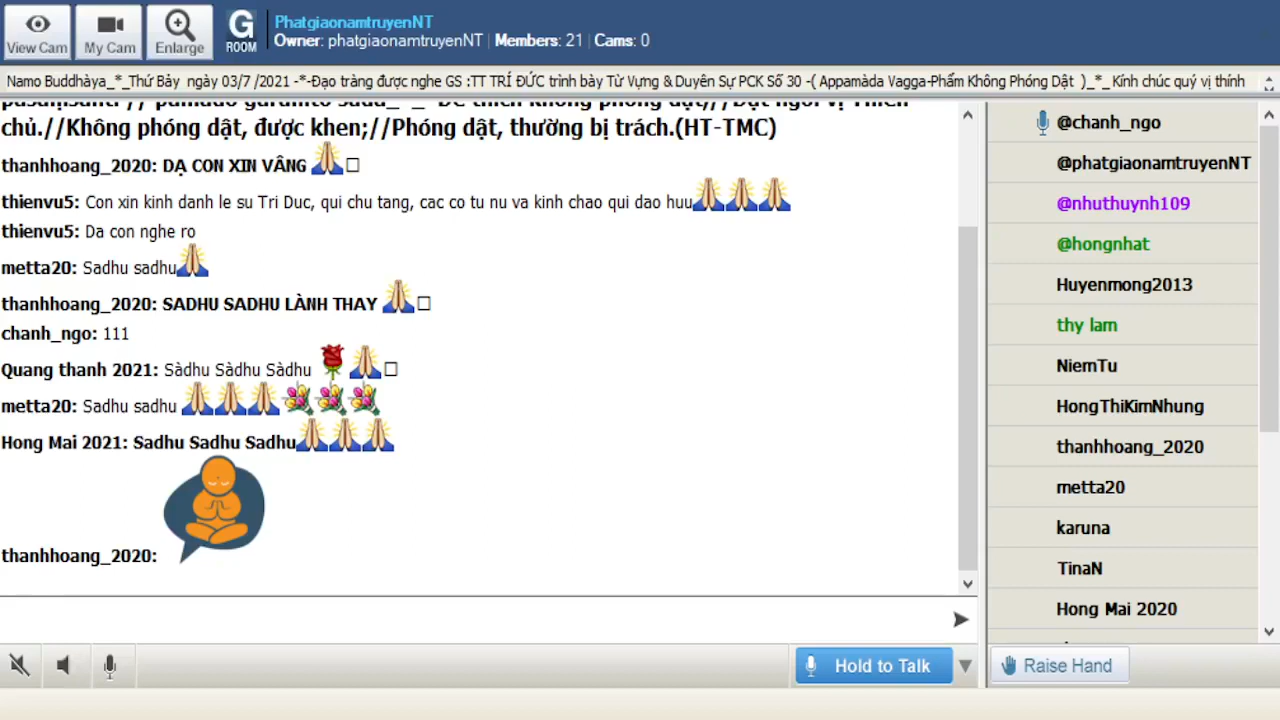 View Cam
My Cam
Enlarge
G
ROOM
PhatgiaonamtruyenNT
Owner: phatgiaonamtruyenNT | Members: 21 | Cams: 0
Namo Buddhàya_*_Thứ Bảy ngày 03/7 /2021 -*-Đạo tràng được nghe GS :TT TRÍ ĐỨC trình bày Từ Vựng & Duyên Sự PCK Số 30 -( Appamàda Vagga-Phẩm Không Phóng Dật )_*_ Kính chúc quý vị thính
chủ.//Không phóng dật, được khen;//Phóng dật, thường bị trách.(HT-TMC)
thanhhoang_2020: DẠ CON XIN VÂNG 🙏
thienvu5: Con xin kinh danh le su Tri Duc, qui chu tang, cac co tu nu va kinh chao qui dao huu🙏🙏🙏
thienvu5: Da con nghe ro
metta20: Sadhu sadhu🙏
thanhhoang_2020: SADHU SADHU LÀNH THAY 🙏
chanh_ngo: 111
Quang thanh 2021: Sàdhu Sàdhu Sàdhu 🌹🙏
metta20: Sadhu sadhu 🙏🙏🙏💐💐💐
Hong Mai 2021: Sadhu Sadhu Sadhu🙏🙏🙏
thanhhoang_2020:
Hold to Talk
@chanh_ngo
@phatgiaonamtruyenNT
@nhuthuynh109
@hongnhat
Huyenmong2013
thy lam
NiemTu
HongThiKimNhung
thanhhoang_2020
metta20
karuna
TinaN
Hong Mai 2020
Raise Hand